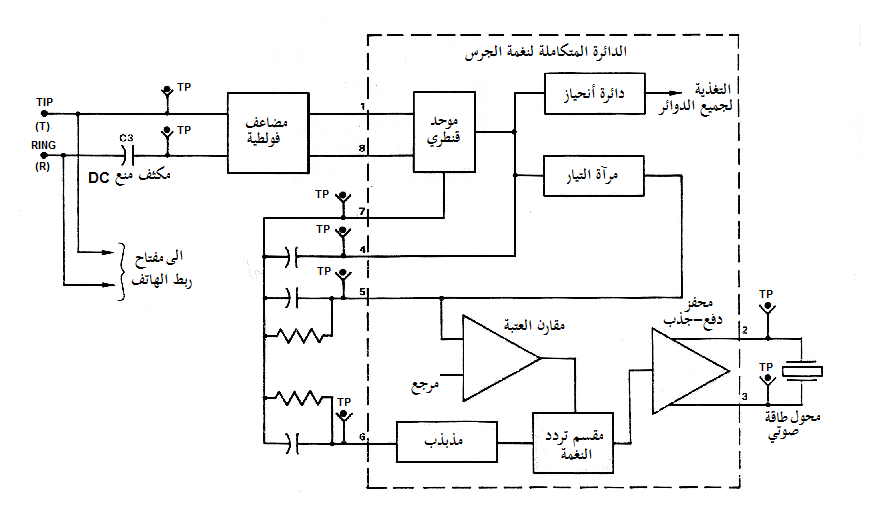 الدائرة المتكاملة لنغمة الجرس
TP
TIP
(T)
مضاعف
فولطية
1
موحد
قنطري
دائرة أنحياز
التغذية
لجميع الدوائر
TP
RING
(R)
C3
8
مكثف منع DC
مرآة التيار
TP
7
TP
4
الى مفتاح
ربط الهاتف
TP
5
مقارن العتبة
محفز
دفع-جذب
TP
2
مرجع
TP
3
محول طاقة
صوتي
TP
6
مذبذب
مقسم تردد
النغمة